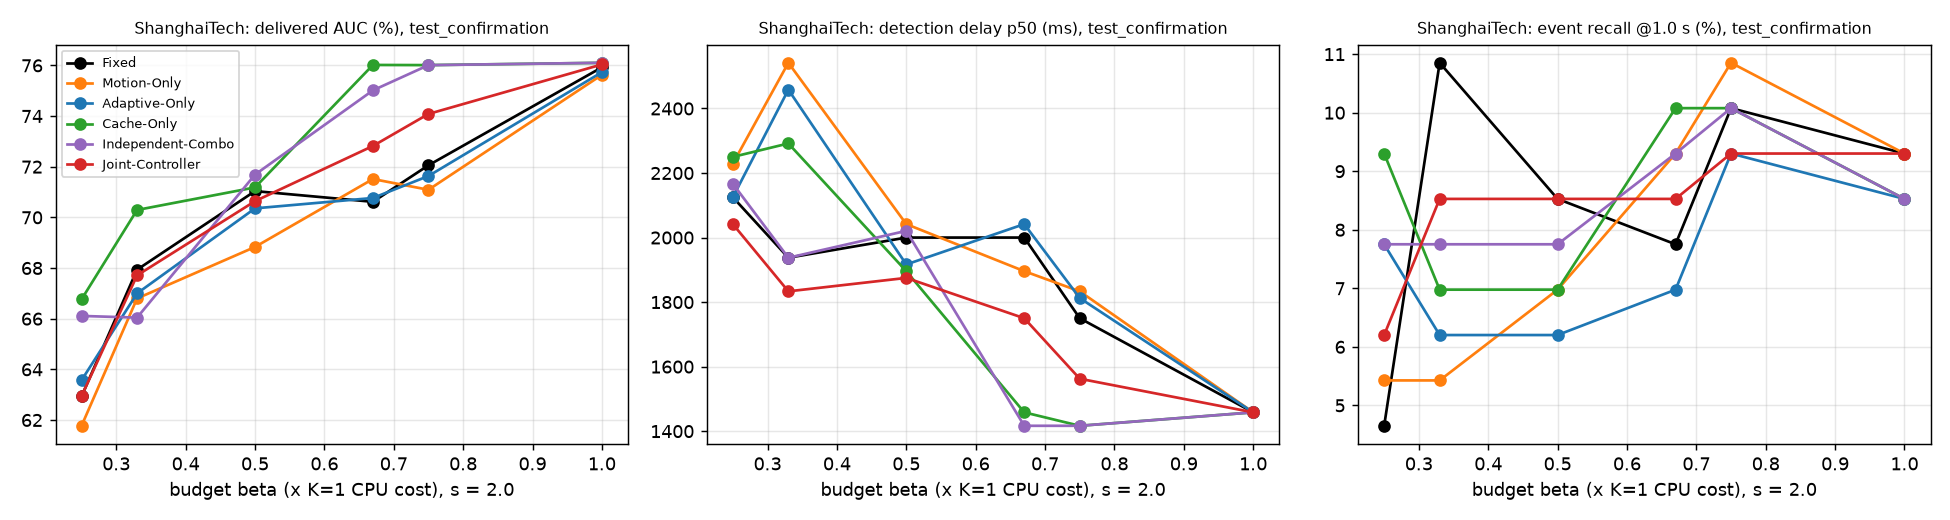 ShanghaiTech: delivered AUC (%), test_confirmation
76
74
72
70
68
66
64
62
Fixed
Motion-Only
Adaptive-Only
Cache-Only
Independent-Combo
Joint-Controller
0.3 0.4 0.5 0.6 0.7 0.8 0.9 1.0
budget beta (x K=1 CPU cost), s = 2.0
ShanghaiTech: detection delay p50 (ms), test_confirmation
2400
2200
2000
1800
1600
1400
0.3 0.4 0.5 0.6 0.7 0.8 0.9 1.0
budget beta (x K=1 CPU cost), s = 2.0
ShanghaiTech: event recall @1.0 s (%), test_confirmation
11
10
9
8
7
6
5
0.3 0.4 0.5 0.6 0.7 0.8 0.9 1.0
budget beta (x K=1 CPU cost), s = 2.0